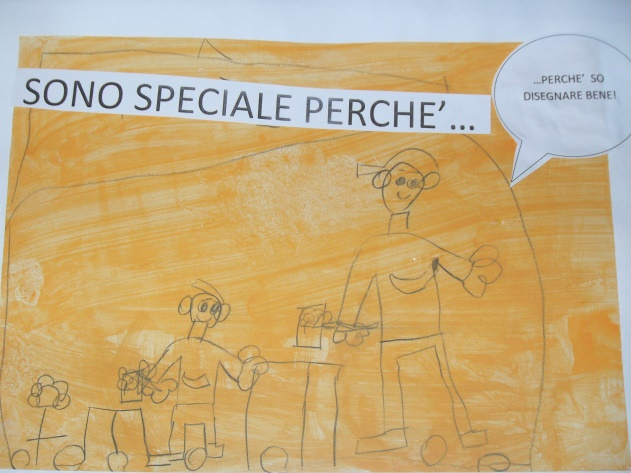 SONO SPECIALE PERCHE'...
...PERCHE' SO
DISEGNARE BENE!